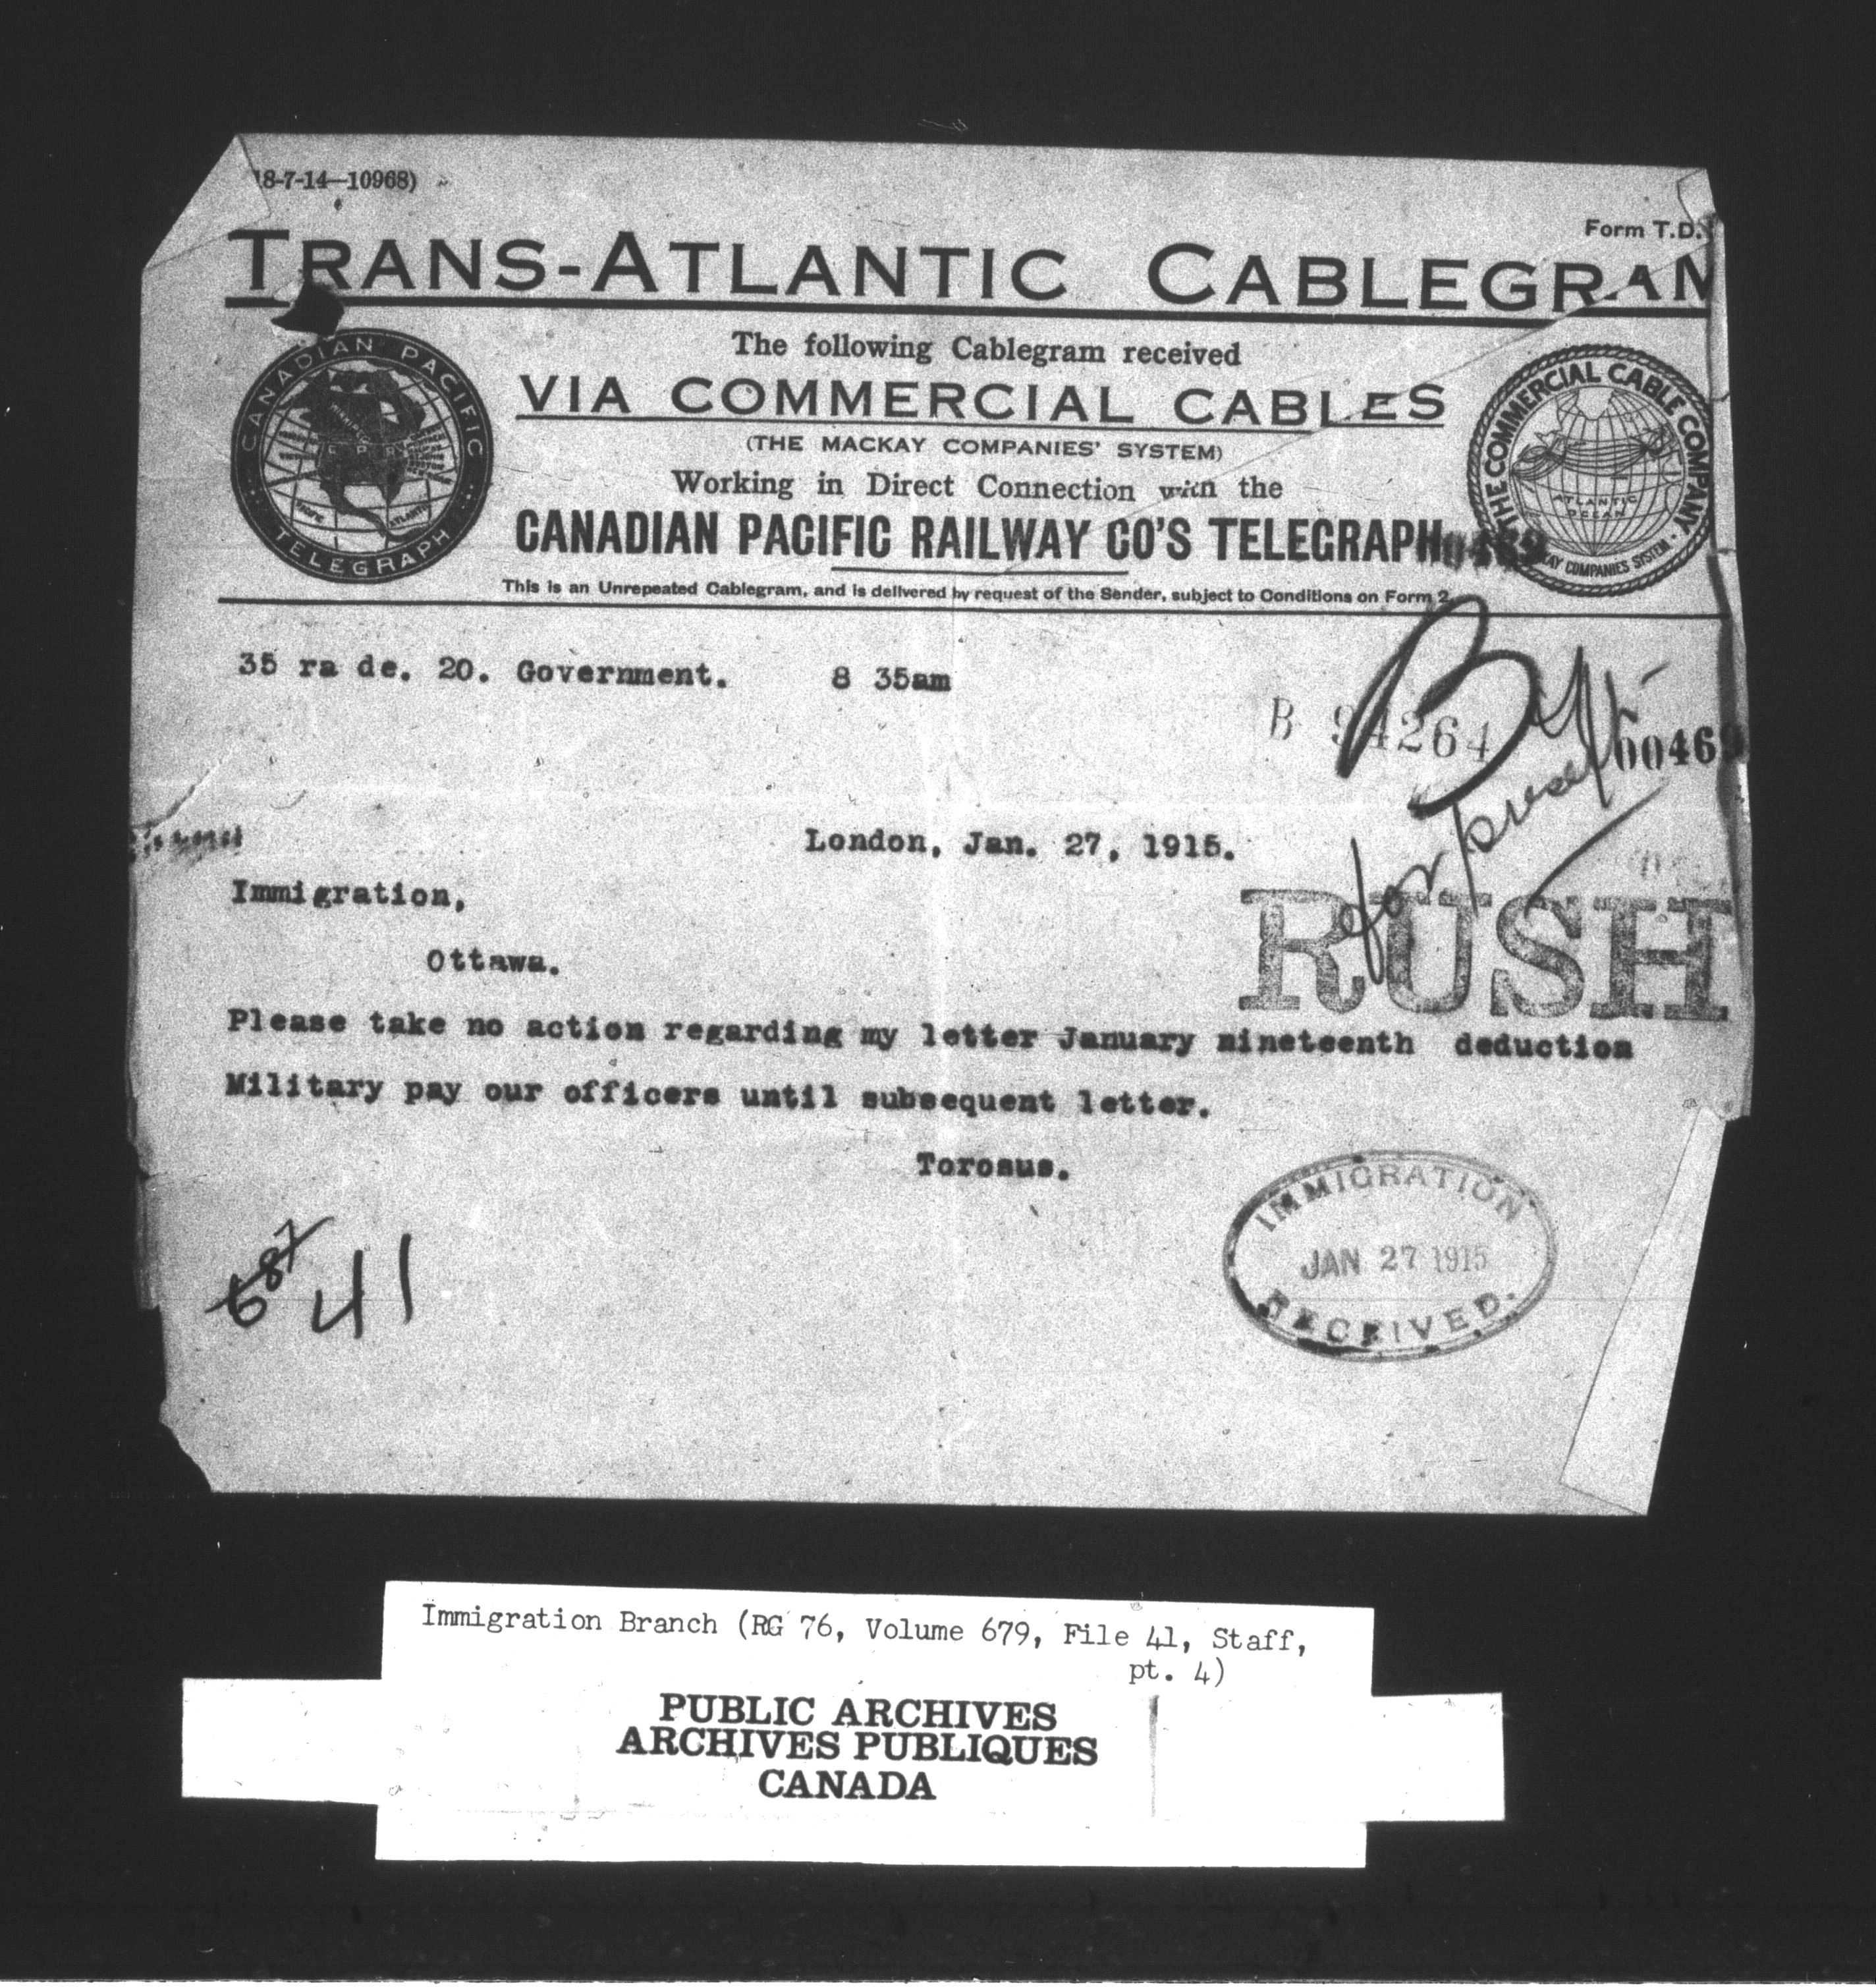 18-7-14—10968)
Form T.D.
TRANS-ATLANTIC CABLEGRAM
The following Cablegram received
VIA COMMERCIAL CABLES
(THE MACKAY COMPANIES' SYSTEM)
Working in Direct Connection with the
CANADIAN PACIFIC RAILWAY CO'S TELEGRAPH
This is an Unrepeated Cablegram, and is delivered by request of the Sender, subject to Conditions on Form 2
CANADIAN PACIFIC
TELEGRAPH
THE COMMERCIAL CABLE COMPANY
ATLANTIC
OCEAN
KAY COMPANIES SYSTEM
35 ra de. 20. Government. 8 35am
B 94264
60469
London, Jan. 27, 1915.
Immigration,
Ottawa.
RUSH
Please take no action regarding my letter January nineteenth deduction
Military pay our officers until subsequent letter.
Torosus.
IMMIGRATION
JAN 27 1915
RECEIVED.
687
41
Immigration Branch (RG 76, Volume 679, File 41, Staff,
pt. 4)
PUBLIC ARCHIVES
ARCHIVES PUBLIQUES
CANADA